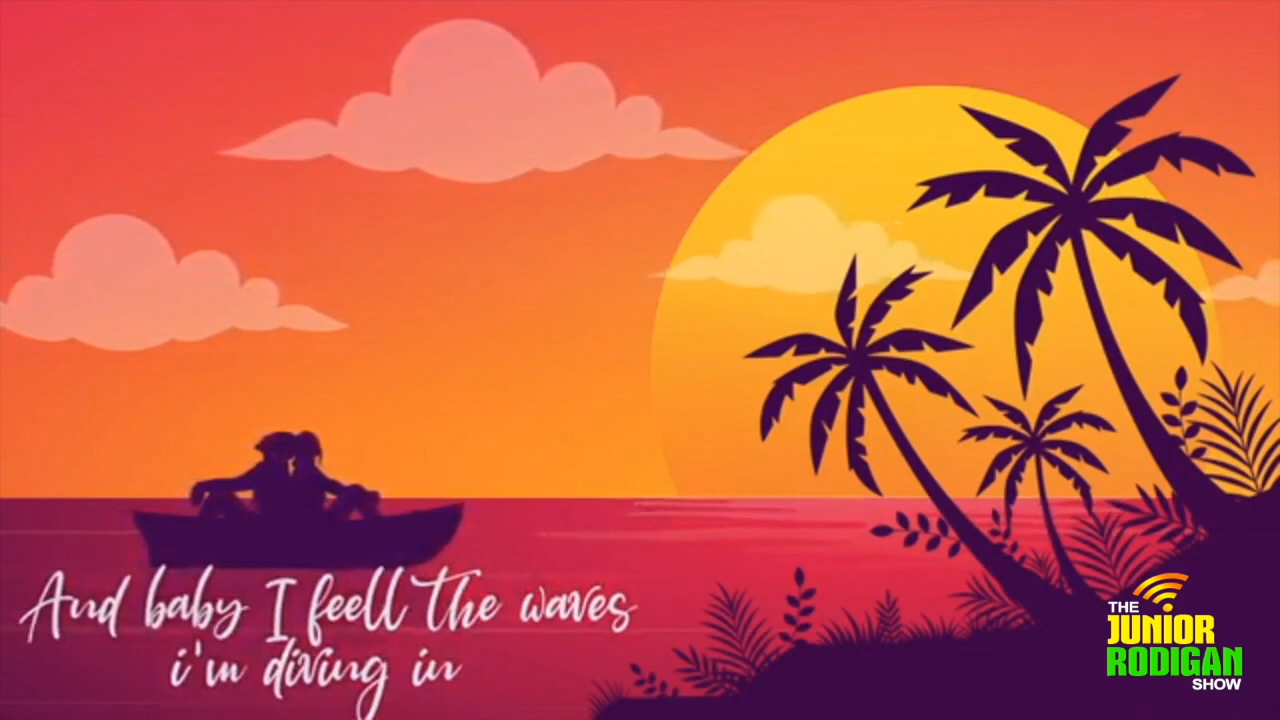 And baby I feell the waves
i'm diving in
THE
JUNIOR
RODIGAN
SHOW